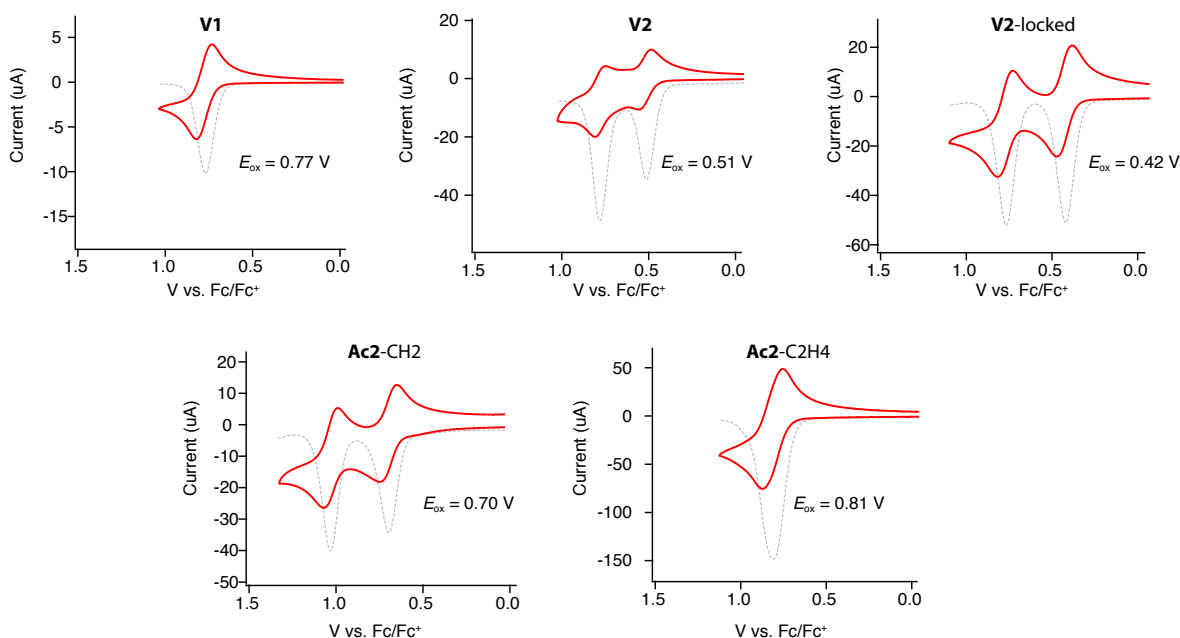 V1
Current (uA)
5
0
-5
-10
-15
E_ox = 0.77 V
1.5
1.0
0.5
0.0
V vs. Fc/Fc⁺
V2
Current (uA)
20
0
-20
-40
E_ox = 0.51 V
1.5
1.0
0.5
0.0
V vs. Fc/Fc⁺
V2-locked
Current (uA)
20
0
-20
-40
-60
E_ox = 0.42 V
1.5
1.0
0.5
0.0
V vs. Fc/Fc⁺
Ac2-CH2
Current (uA)
20
10
0
-10
-20
-30
-40
-50
E_ox = 0.70 V
1.5
1.0
0.5
0.0
V vs. Fc/Fc⁺
Ac2-C2H4
Current (uA)
50
0
-50
-100
-150
E_ox = 0.81 V
1.5
1.0
0.5
0.0
V vs. Fc/Fc⁺